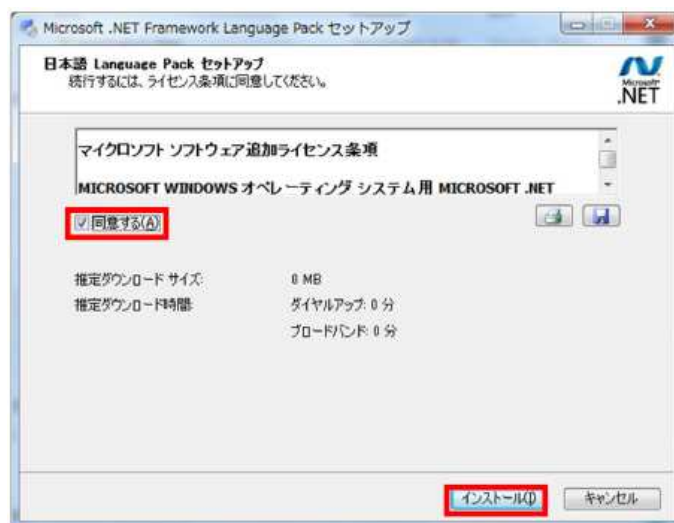 Microsoft .NET Framework Language Pack セットアップ
日本語 Language Pack セットアップ
続行するには、ライセンス条項に同意してください。
Microsoft
.NET
マイクロソフト ソフトウェア追加ライセンス条項
MICROSOFT WINDOWS オペレーティング システム用 MICROSOFT .NET
同意する(A)
推定ダウンロード サイズ: 0 MB
推定ダウンロード時間: ダイヤルアップ: 0 分
ブロードバンド: 0 分
インストール(I) キャンセル